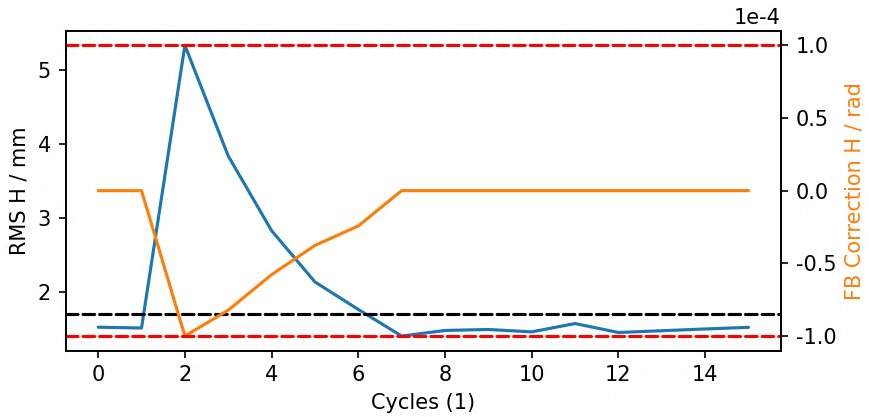 1e-4
5
4
3
2
RMS H / mm
1.0
0.5
0.0
-0.5
-1.0
FB Correction H / rad
0 2 4 6 8 10 12 14
Cycles (1)